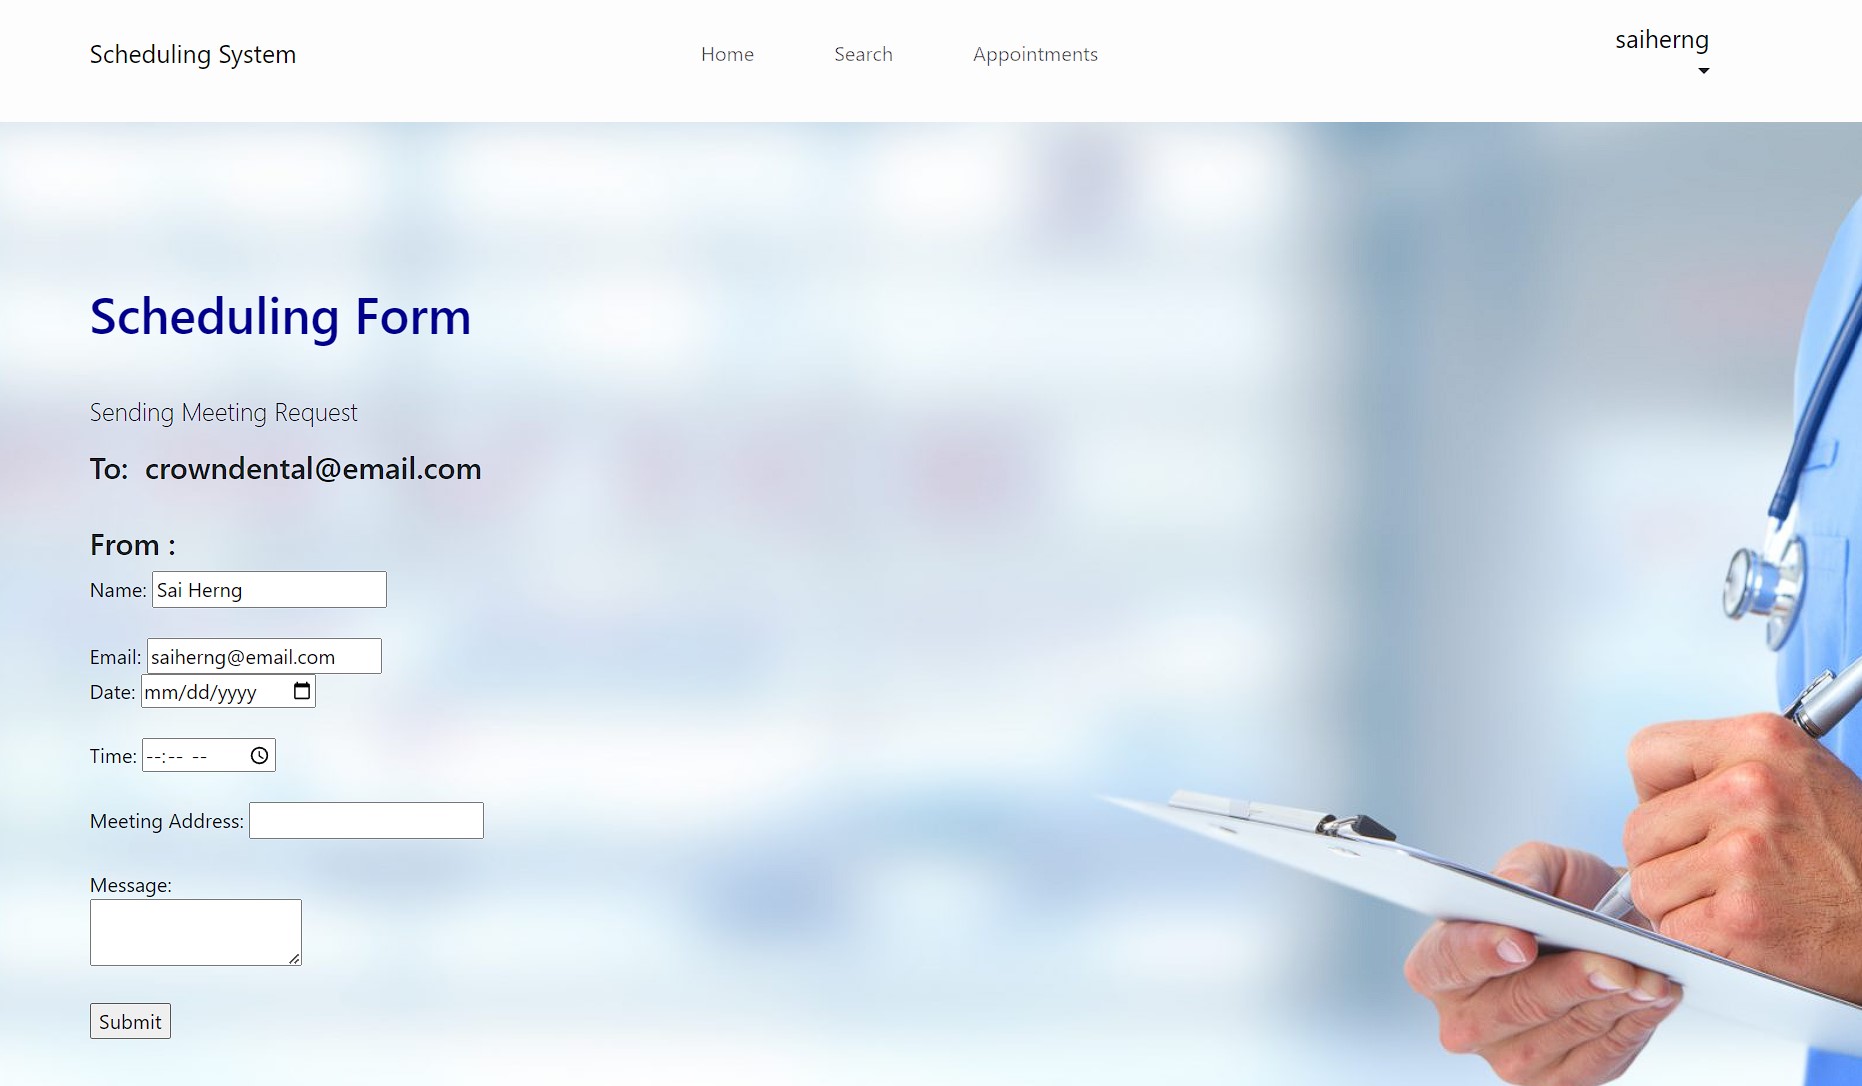 Scheduling System
Home
Search
Appointments
saiherng
Scheduling Form
Sending Meeting Request
To: crowndental@email.com
From :
Name: Sai Herng
Email: saiherng@email.com
Date: mm/dd/yyyy
Time: --:-- --
Meeting Address:
Message:
Submit